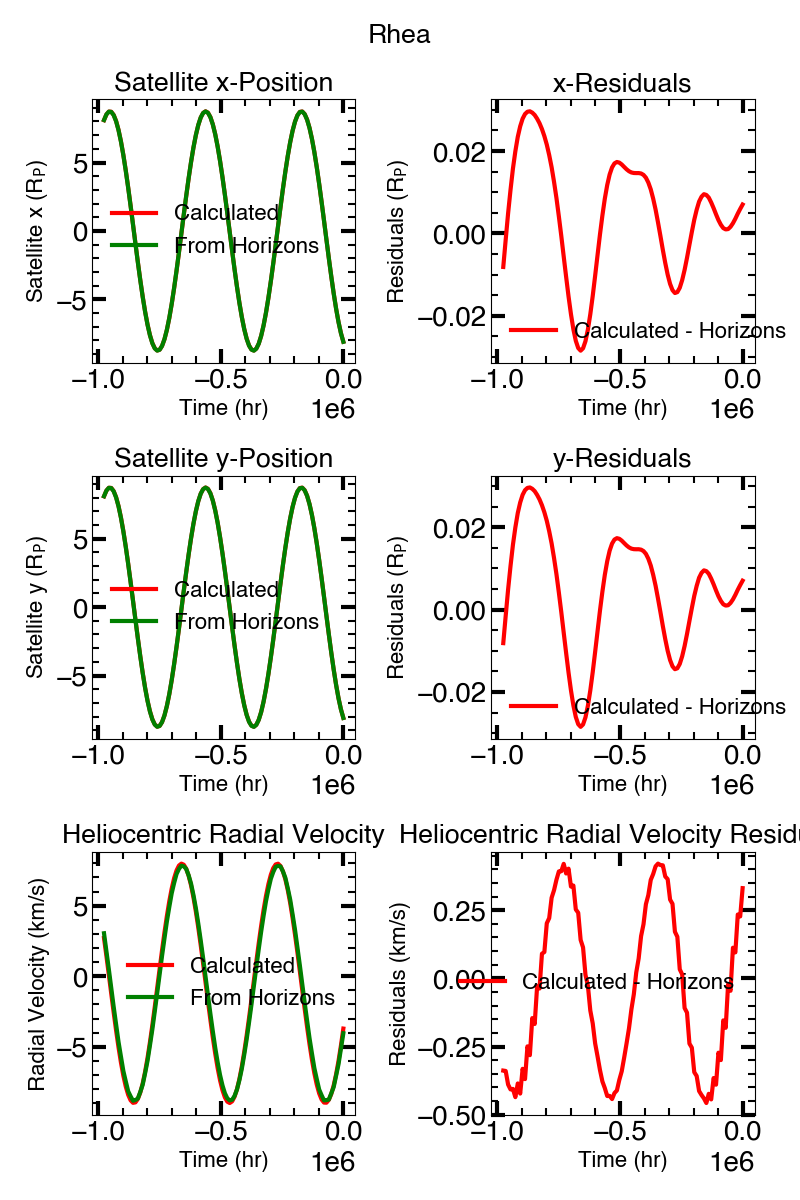 Rhea
Satellite x-Position
Satellite x (RP)
5
0
−5
Calculated
From Horizons
−1.0 −0.5 0.0
Time (hr)
1e6
x-Residuals
Residuals (RP)
0.02
0.00
−0.02
Calculated - Horizons
−1.0 −0.5 0.0
Time (hr)
1e6
Satellite y-Position
Satellite y (RP)
5
0
−5
Calculated
From Horizons
−1.0 −0.5 0.0
Time (hr)
1e6
y-Residuals
Residuals (RP)
0.02
0.00
−0.02
Calculated - Horizons
−1.0 −0.5 0.0
Time (hr)
1e6
Heliocentric Radial Velocity
Radial Velocity (km/s)
5
0
−5
Calculated
From Horizons
−1.0 −0.5 0.0
Time (hr)
1e6
Heliocentric Radial Velocity Resid
Residuals (km/s)
0.25
0.00
−0.25
−0.50
Calculated - Horizons
−1.0 −0.5 0.0
Time (hr)
1e6